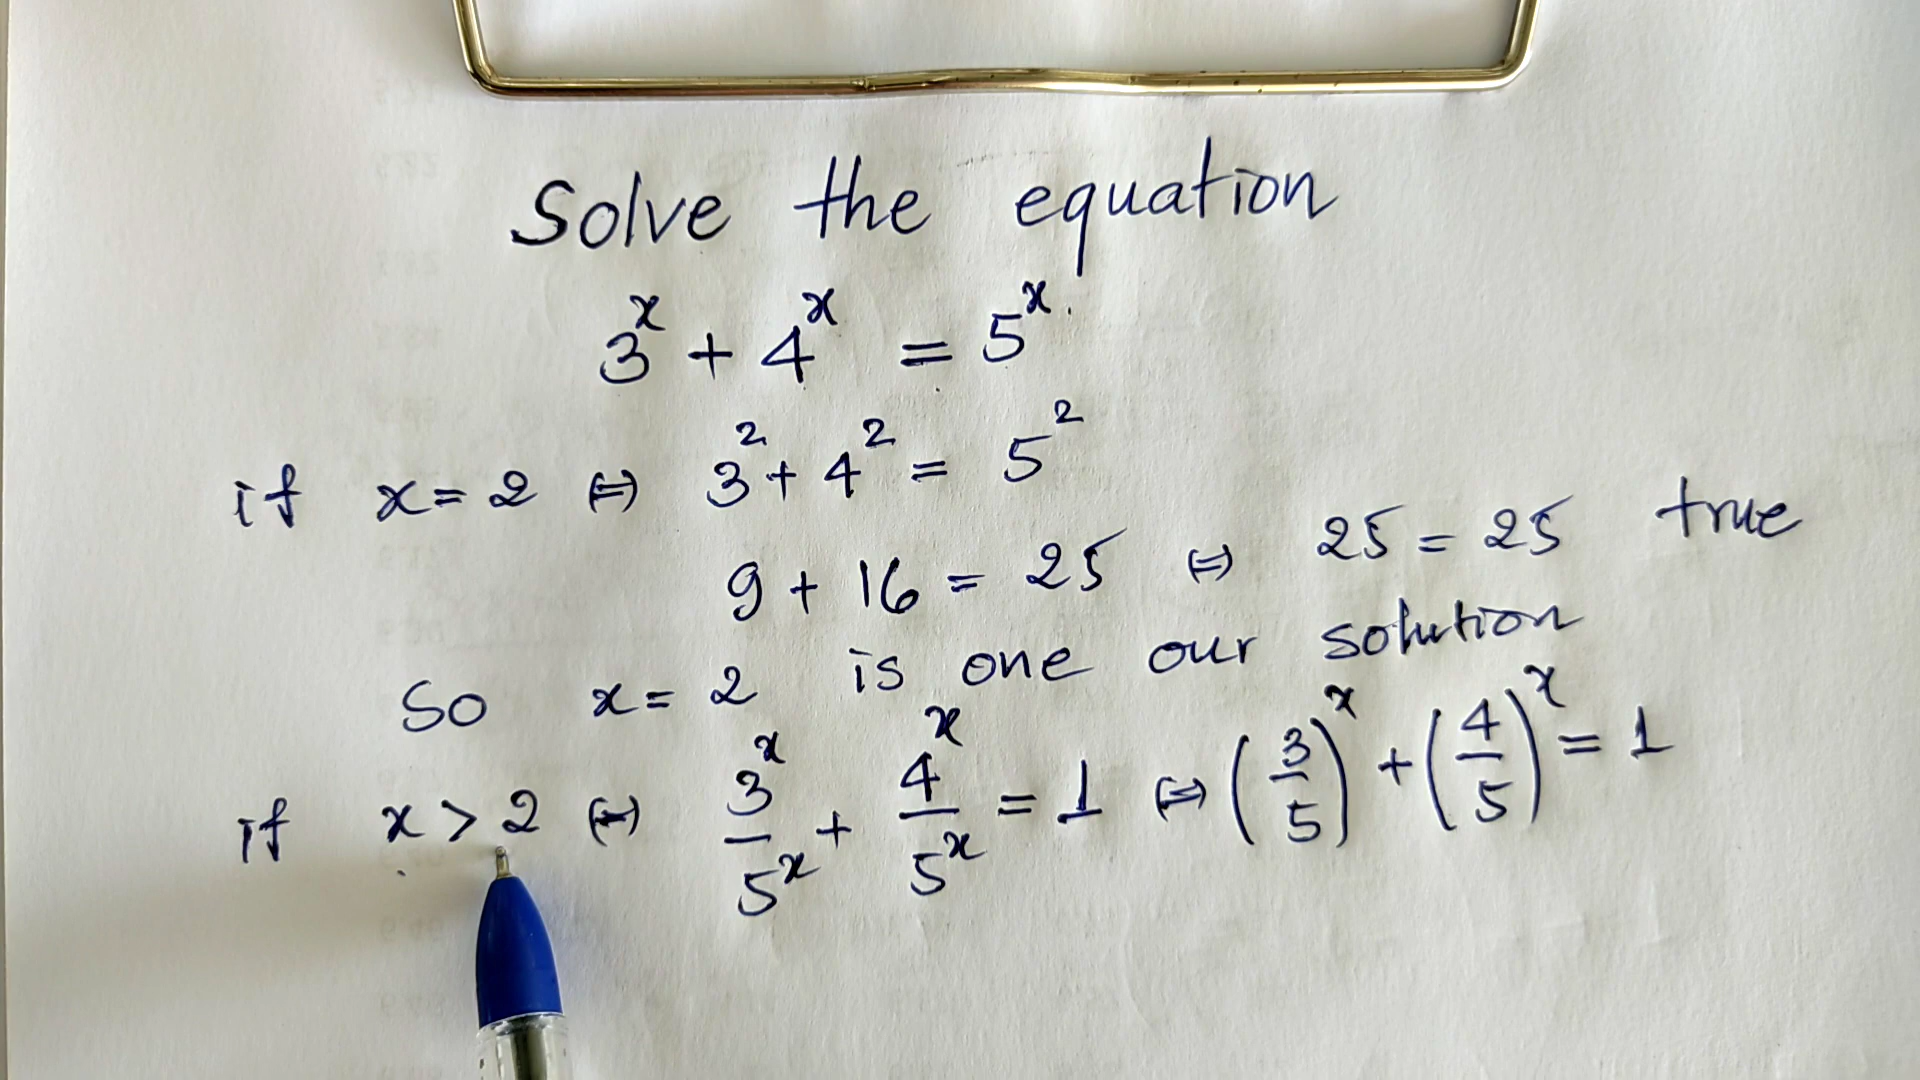 Solve the equation
3^x + 4^x = 5^x.
if x = 2 ⇔ 3^2 + 4^2 = 5^2
9 + 16 = 25 ⇔ 25 = 25 true
So x = 2 is one our solution
if x > 2 ⇔ 3^x/5^x + 4^x/5^x = 1 ⇔ (3/5)^x + (4/5)^x = 1